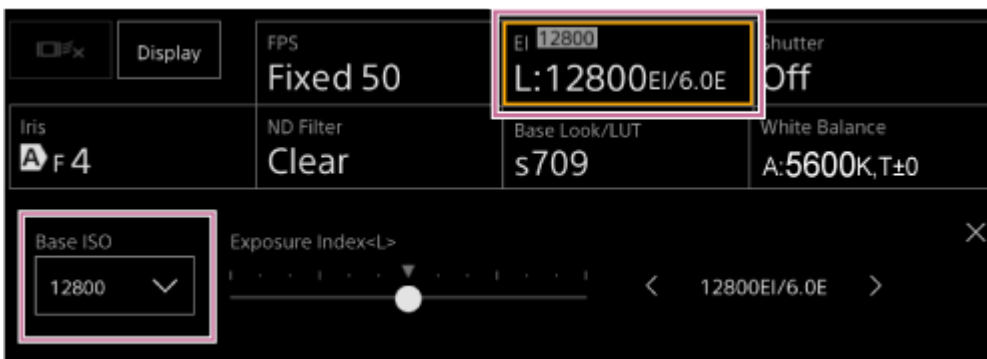 Display
FPS
Fixed 50
EI 12800
L:12800EI/6.0E
Shutter
Off
Iris
A F 4
ND Filter
Clear
Base Look/LUT
s709
White Balance
A:5600K,T±0
Base ISO
12800
Exposure Index<L>
12800EI/6.0E